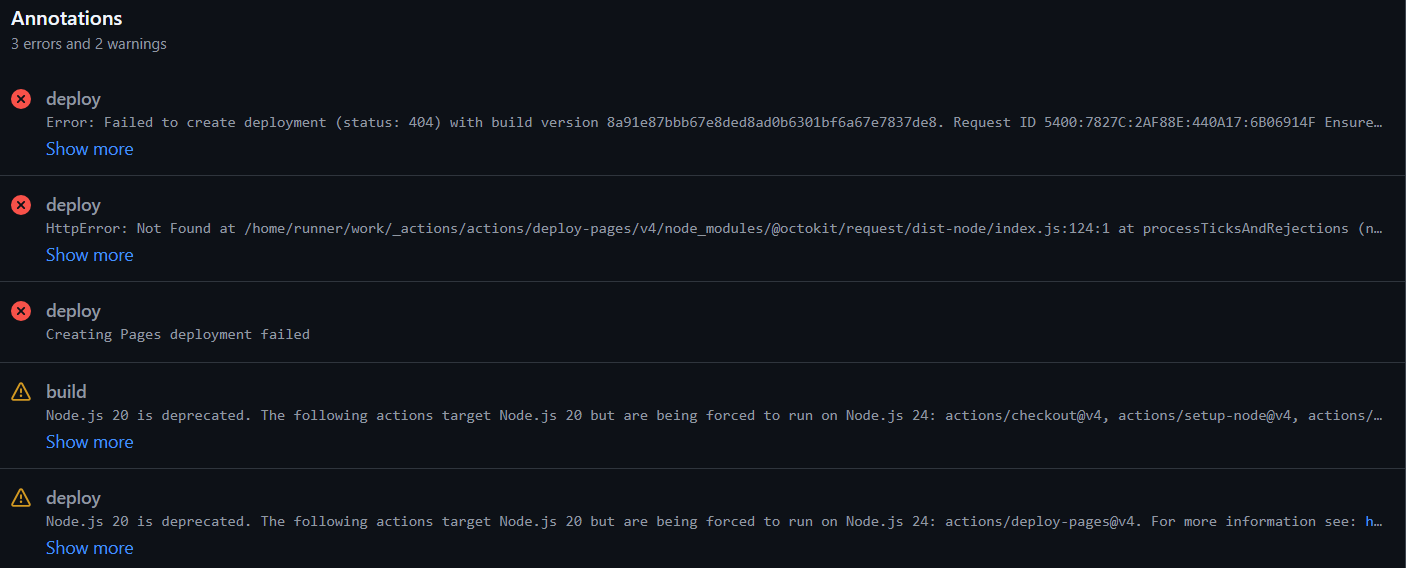 Annotations
3 errors and 2 warnings
deploy
Error: Failed to create deployment (status: 404) with build version 8a91e87bbb67e8ded8ad0b6301bf6a67e7837de8. Request ID 5400:7827C:2AF88E:440A17:6B06914F Ensure…
Show more
deploy
HttpError: Not Found at /home/runner/work/_actions/actions/deploy-pages/v4/node_modules/@octokit/request/dist-node/index.js:124:1 at processTicksAndRejections (n…
Show more
deploy
Creating Pages deployment failed
build
Node.js 20 is deprecated. The following actions target Node.js 20 but are being forced to run on Node.js 24: actions/checkout@v4, actions/setup-node@v4, actions/…
Show more
deploy
Node.js 20 is deprecated. The following actions target Node.js 20 but are being forced to run on Node.js 24: actions/deploy-pages@v4. For more information see: h…
Show more